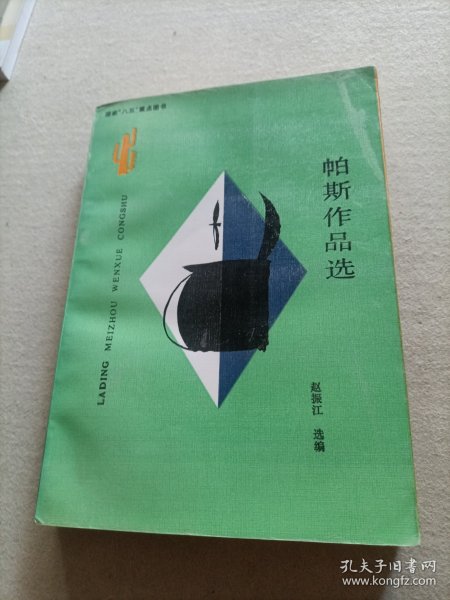 国家“八五”重点图书
LADING MEIZHOU WENXUE CONGSHU
帕斯作品选
赵振江 选编
孔夫子旧书网
www.kongfz.com